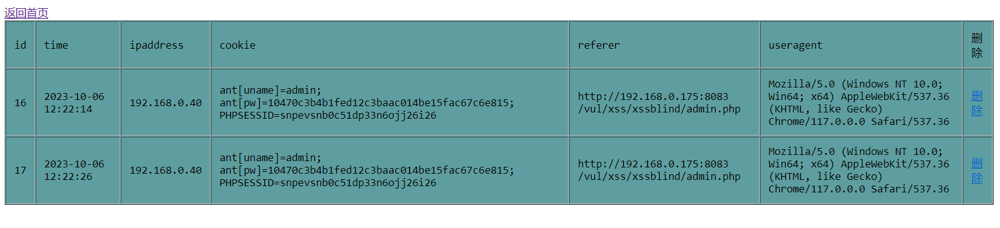 返回首页
id time ipaddress cookie referer useragent 删
除
16 2023-10-06
12:22:14 192.168.0.40 ant[uname]=admin;
ant[pw]=10470c3b4b1fed12c3baac014be15fac67c6e815;
PHPSESSID=snpevsnb0c51dp33n6ojj26i26 http://192.168.0.175:8083
/vul/xss/xssblind/admin.php Mozilla/5.0 (Windows NT 10.0;
Win64; x64) AppleWebKit/537.36
(KHTML, like Gecko)
Chrome/117.0.0.0 Safari/537.36 删
除
17 2023-10-06
12:22:26 192.168.0.40 ant[uname]=admin;
ant[pw]=10470c3b4b1fed12c3baac014be15fac67c6e815;
PHPSESSID=snpevsnb0c51dp33n6ojj26i26 http://192.168.0.175:8083
/vul/xss/xssblind/admin.php Mozilla/5.0 (Windows NT 10.0;
Win64; x64) AppleWebKit/537.36
(KHTML, like Gecko)
Chrome/117.0.0.0 Safari/537.36 删
除